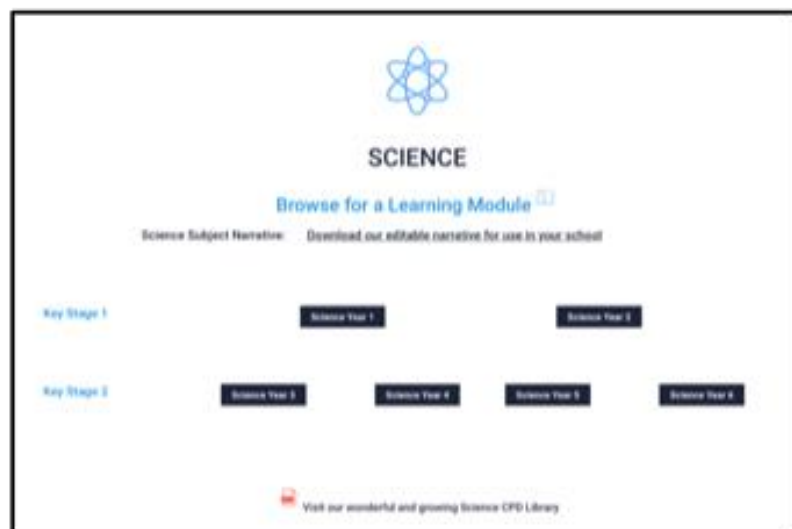 SCIENCE
Browse for a Learning Module
Science Subject Narrative: Download our editable narrative for use in your school
Key Stage 1 Science Year 1 Science Year 2
Key Stage 2 Science Year 3 Science Year 4 Science Year 5 Science Year 6
Visit our wonderful and growing Science CPD Library